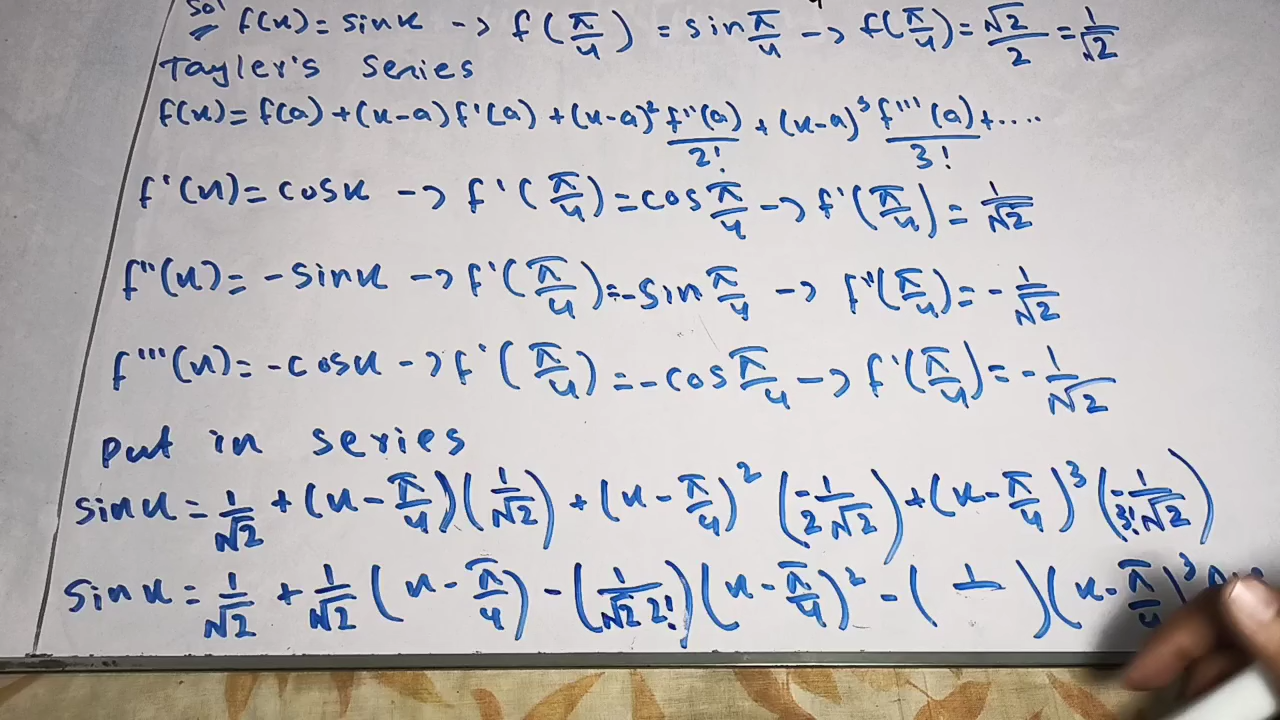 Sol f(x) = sinx → f(π/4) = sin π/4 → f(π/4) = √2/2 = 1/√2
Tayler's Series
f(x) = f(a) + (x-a) f'(a) + (x-a)² f''(a)/2! + (x-a)³ f'''(a)/3! + ....
f'(x) = cosx → f'(π/4) = cos π/4 → f'(π/4) = 1/√2
f''(x) = -sinx → f'(π/4) = -sin π/4 → f''(π/4) = -1/√2
f'''(x) = -cosx → f'(π/4) = -cos π/4 → f'(π/4) = -1/√2
Put in series
sinx = 1/√2 + (x-π/4)(1/√2) + (x-π/4)² (-1/2√2) + (x-π/4)³ (-1/3!√2)
sinx = 1/√2 + 1/√2 (x-π/4) - (1/√2 2!)(x-π/4)² - (1/ )(x-π/4)³